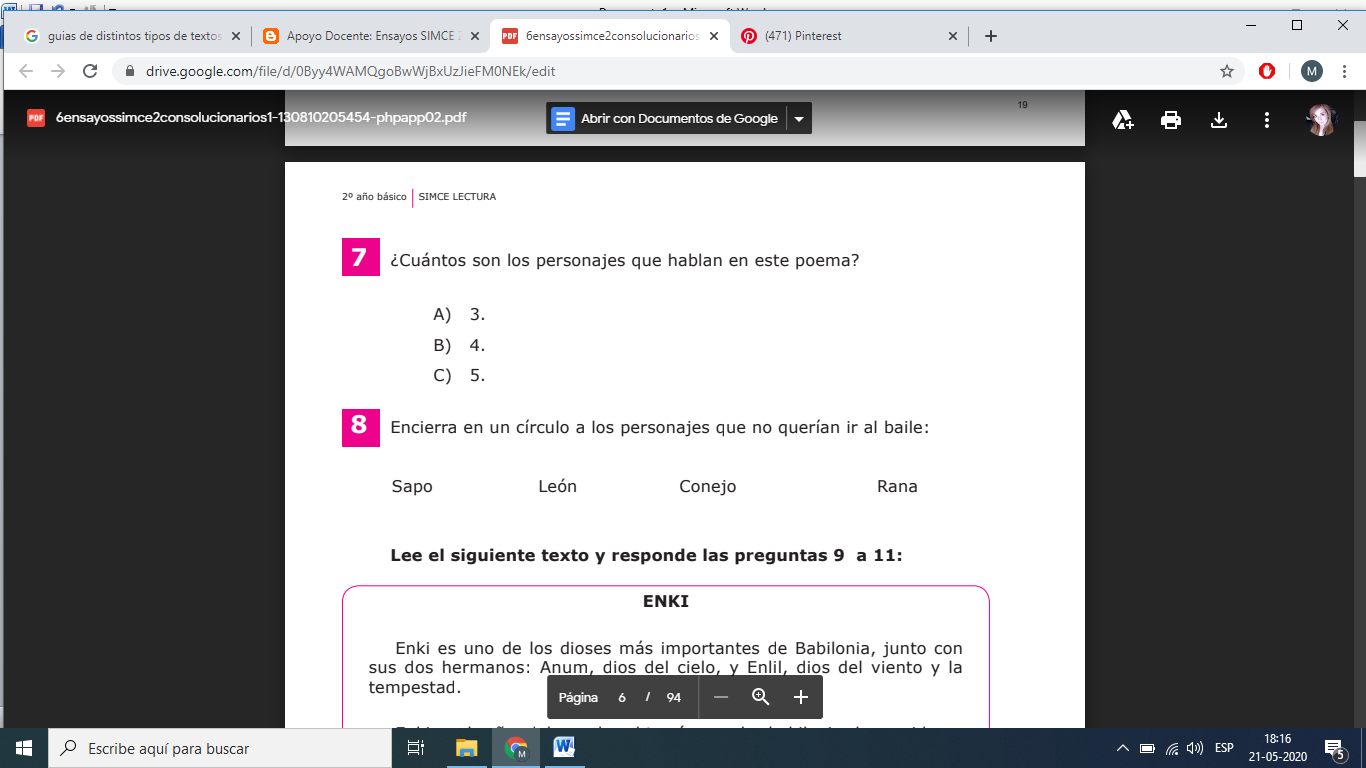 guias de distintos tipos de textos
Apoyo Docente: Ensayos SIMCE 2
6ensayossimce2consolucionarios
(471) Pinterest
drive.google.com/file/d/0Byy4WAMQgoBwWjBxUzJieFM0NEk/edit
M
6ensayossimce2consolucionarios1-130810205454-phpapp02.pdf
Abrir con Documentos de Google
19
2º año básico SIMCE LECTURA
7 ¿Cuántos son los personajes que hablan en este poema?
A) 3.
B) 4.
C) 5.
8 Encierra en un círculo a los personajes que no querían ir al baile:
Sapo León Conejo Rana
Lee el siguiente texto y responde las preguntas 9 a 11:
ENKI
Enki es uno de los dioses más importantes de Babilonia, junto con
sus dos hermanos: Anum, dios del cielo, y Enlil, dios del viento y la
tempestad.
Página 6 / 94
Escribe aquí para buscar
ESP
18:16
21-05-2020
5